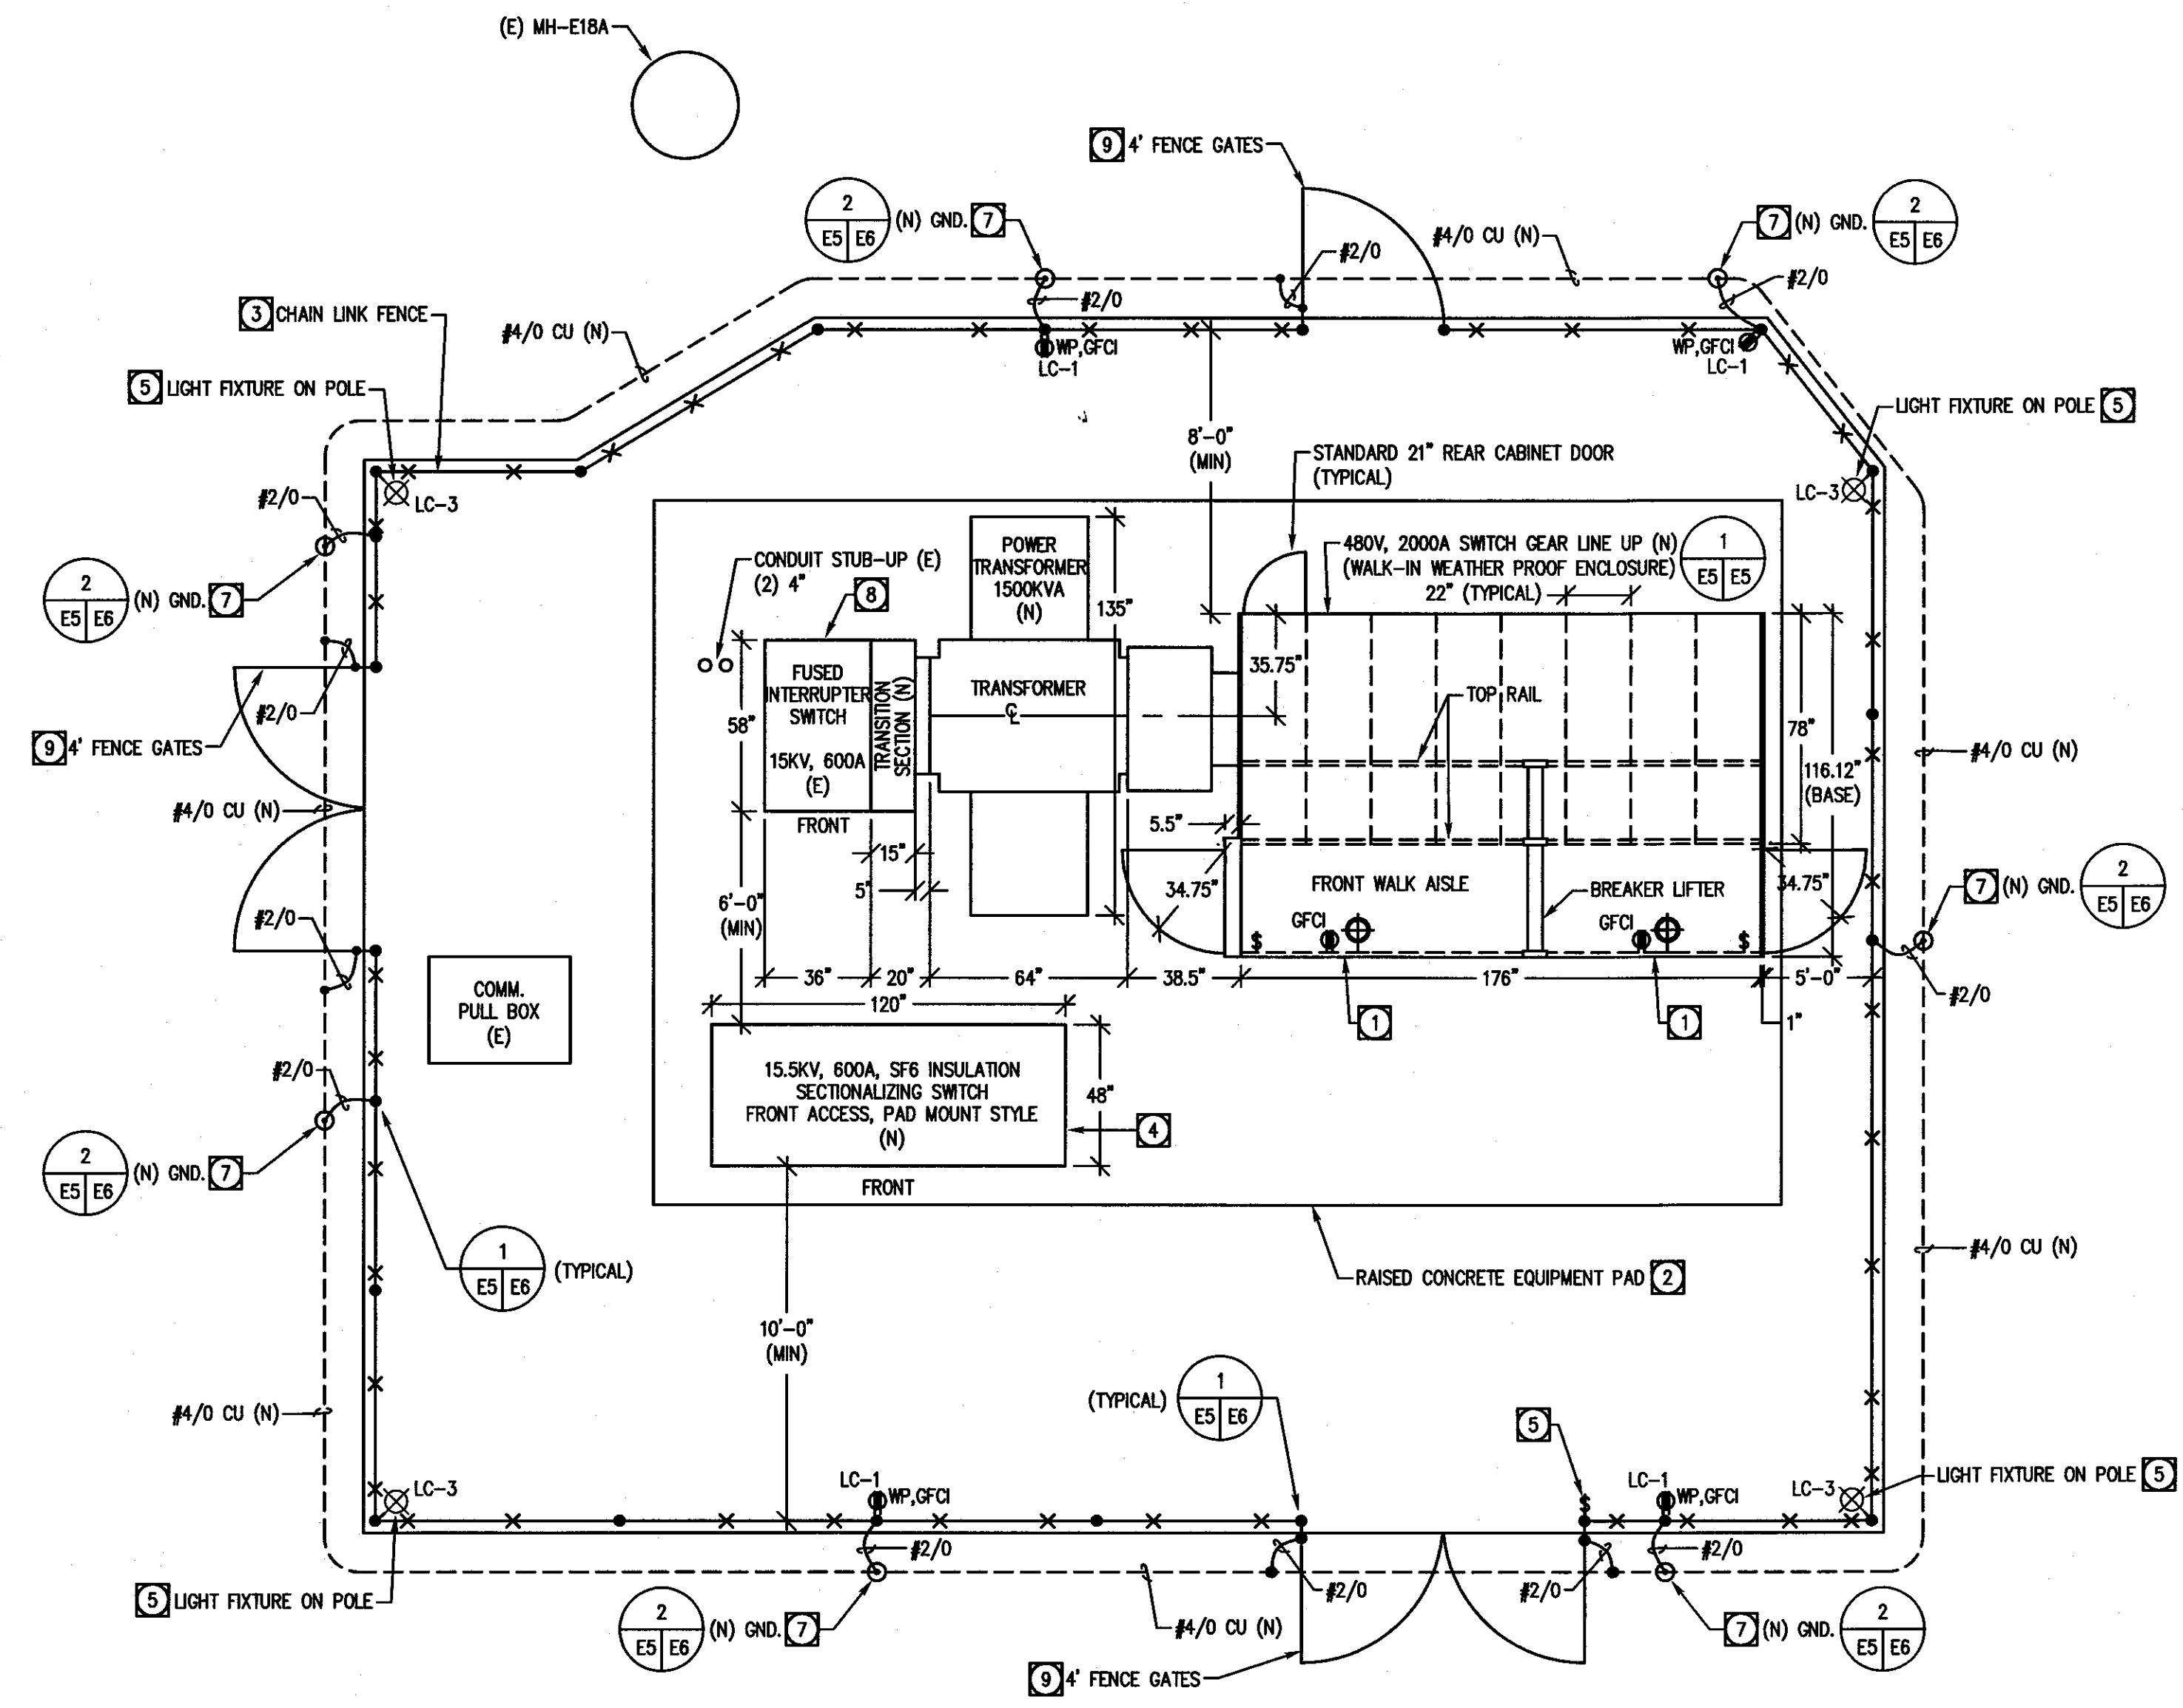 (E) MH-E18A
9 4' FENCE GATES
2
E5 E6
(N) GND. 7
7 (N) GND.
2
E5 E6
#2/0
#4/0 CU (N)
#2/0
#2/0
3 CHAIN LINK FENCE
#4/0 CU (N)
WP,GFCI
LC-1
WP,GFCI
LC-1
5 LIGHT FIXTURE ON POLE
LIGHT FIXTURE ON POLE 5
8'-0"
(MIN)
STANDARD 21" REAR CABINET DOOR
(TYPICAL)
#2/0
LC-3
LC-3
CONDUIT STUB-UP (E)
(2) 4"
8
POWER
TRANSFORMER
1500KVA
(N)
135"
480V, 2000A SWITCH GEAR LINE UP (N)
(WALK-IN WEATHER PROOF ENCLOSURE)
22" (TYPICAL)
1
E5 E5
2
E5 E6
(N) GND. 7
35.75"
FUSED
INTERRUPTER
SWITCH
15KV, 600A
(E)
TRANSITION
SECTION (N)
TRANSFORMER
CL
TOP RAIL
58"
78"
116.12"
(BASE)
#2/0
9 4' FENCE GATES
#4/0 CU (N)
#4/0 CU (N)
FRONT
5.5"
15"
5"
34.75"
FRONT WALK AISLE
BREAKER LIFTER
34.75"
7 (N) GND.
2
E5 E6
6'-0"
(MIN)
#2/0
GFCI
GFCI
$
$
COMM.
PULL BOX
(E)
36"
20"
64"
38.5"
176"
5'-0"
#2/0
120"
1
1
1"
#2/0
15.5KV, 600A, SF6 INSULATION
SECTIONALIZING SWITCH
FRONT ACCESS, PAD MOUNT STYLE
(N)
48"
4
2
E5 E6
(N) GND. 7
FRONT
1
E5 E6
(TYPICAL)
#4/0 CU (N)
RAISED CONCRETE EQUIPMENT PAD 2
10'-0"
(MIN)
(TYPICAL)
1
E5 E6
#4/0 CU (N)
5
LC-3
LC-1
WP,GFCI
$
LC-1
WP,GFCI
LC-3
LIGHT FIXTURE ON POLE 5
#2/0
#2/0
#2/0
#2/0
5 LIGHT FIXTURE ON POLE
2
E5 E6
(N) GND. 7
#4/0 CU (N)
7 (N) GND.
2
E5 E6
9 4' FENCE GATES